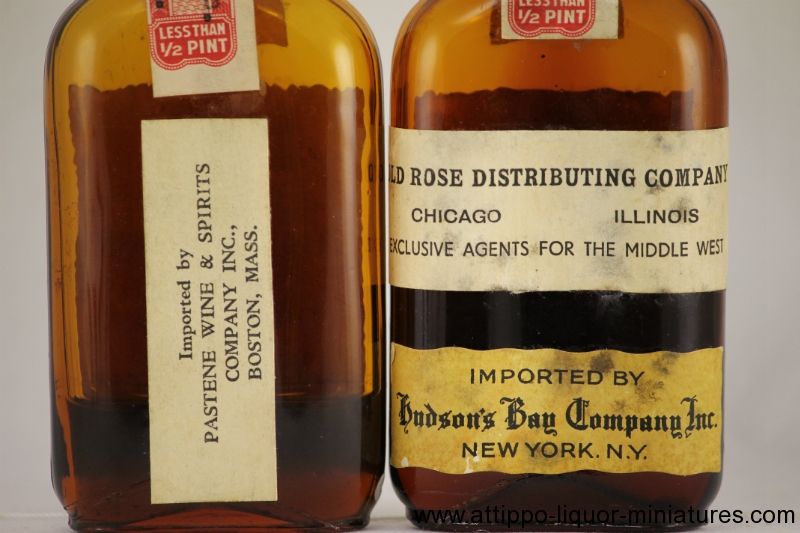 LESS THAN
1/2 PINT
Imported by
PASTENE WINE & SPIRITS
COMPANY INC.,
BOSTON, MASS.
LESS THAN
1/2 PINT
OLD ROSE DISTRIBUTING COMPANY
CHICAGO ILLINOIS
EXCLUSIVE AGENTS FOR THE MIDDLE WEST
IMPORTED BY
Hudson's Bay Company Inc.
NEW YORK. N.Y.
www.attippo-liquor-miniatures.com